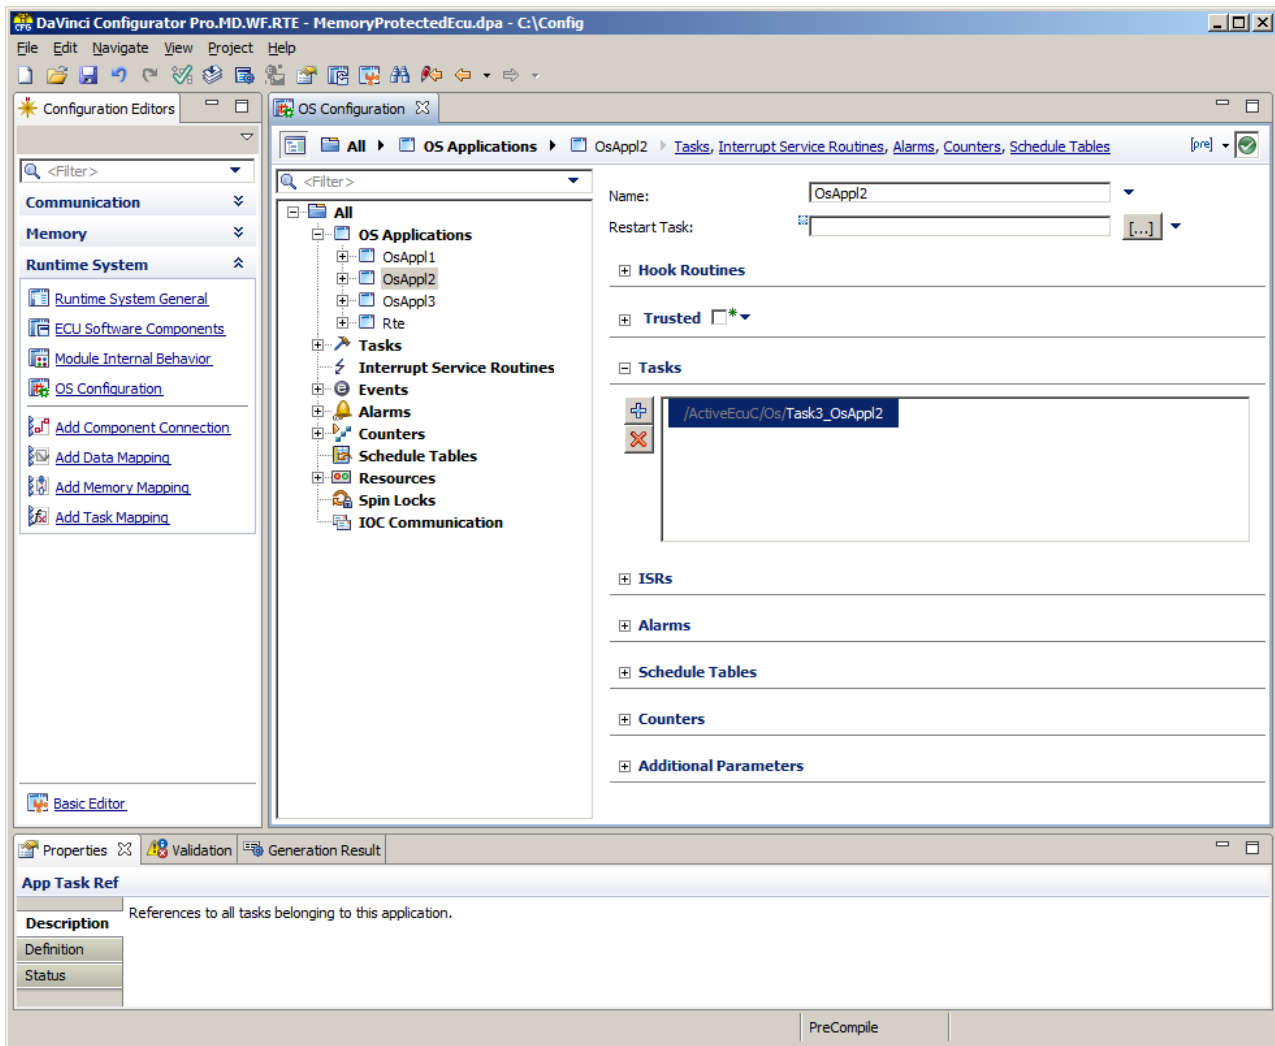 DaVinci Configurator Pro.MD.WF.RTE - MemoryProtectedEcu.dpa - C:\Config
File Edit Navigate View Project Help
Configuration Editors
<Filter>
Communication
Memory
Runtime System
Runtime System General
ECU Software Components
Module Internal Behavior
OS Configuration
Add Component Connection
Add Data Mapping
Add Memory Mapping
Add Task Mapping
Basic Editor
OS Configuration
All OS Applications OsAppl2 Tasks, Interrupt Service Routines, Alarms, Counters, Schedule Tables [pre]
<Filter>
All
OS Applications
OsAppl1
OsAppl2
OsAppl3
Rte
Tasks
Interrupt Service Routines
Events
Alarms
Counters
Schedule Tables
Resources
Spin Locks
IOC Communication
Name: OsAppl2
Restart Task: [...]
Hook Routines
Trusted
Tasks
/ActiveEcuC/Os/Task3_OsAppl2
ISRs
Alarms
Schedule Tables
Counters
Additional Parameters
Properties Validation Generation Result
App Task Ref
Description
Definition
Status
References to all tasks belonging to this application.
PreCompile